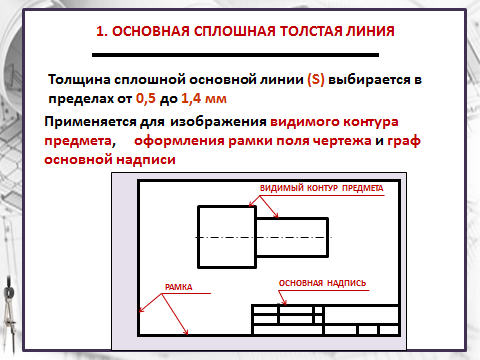 1. ОСНОВНАЯ СПЛОШНАЯ ТОЛСТАЯ ЛИНИЯ
Толщина сплошной основной линии (S) выбирается в
пределах от 0,5 до 1,4 мм
Применяется для изображения видимого контура
предмета, оформления рамки поля чертежа и граф
основной надписи
ВИДИМЫЙ КОНТУР ПРЕДМЕТА
РАМКА
ОСНОВНАЯ НАДПИСЬ